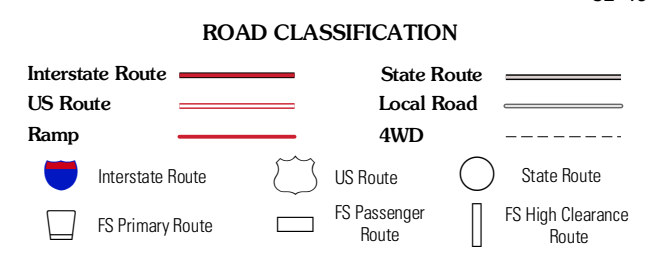 ROAD CLASSIFICATION
Interstate Route
State Route
US Route
Local Road
Ramp
4WD
Interstate Route
US Route
State Route
FS Primary Route
FS Passenger
Route
FS High Clearance
Route